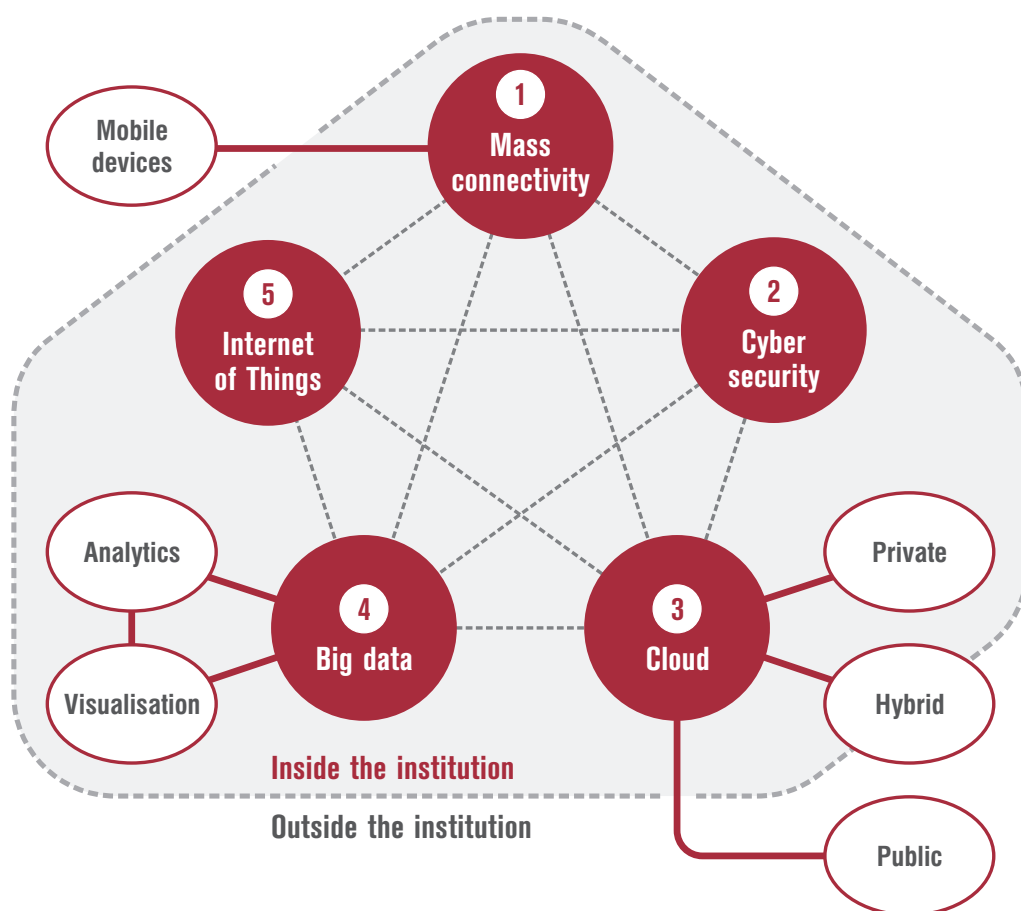 1
Mass
connectivity
Mobile
devices
2
Cyber
security
5
Internet
of Things
Analytics
Visualisation
4
Big data
3
Cloud
Private
Hybrid
Public
Inside the institution
Outside the institution